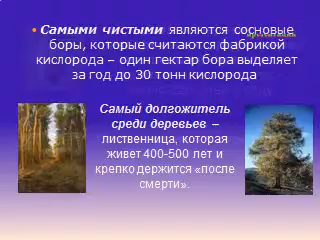 • Самыми чистыми являются сосновые
боры, которые считаются фабрикой
кислорода – один гектар бора выделяет
за год до 30 тонн кислорода
Самый долгожитель
среди деревьев –
лиственница, которая
живет 400-500 лет и
крепко держится «после
смерти».